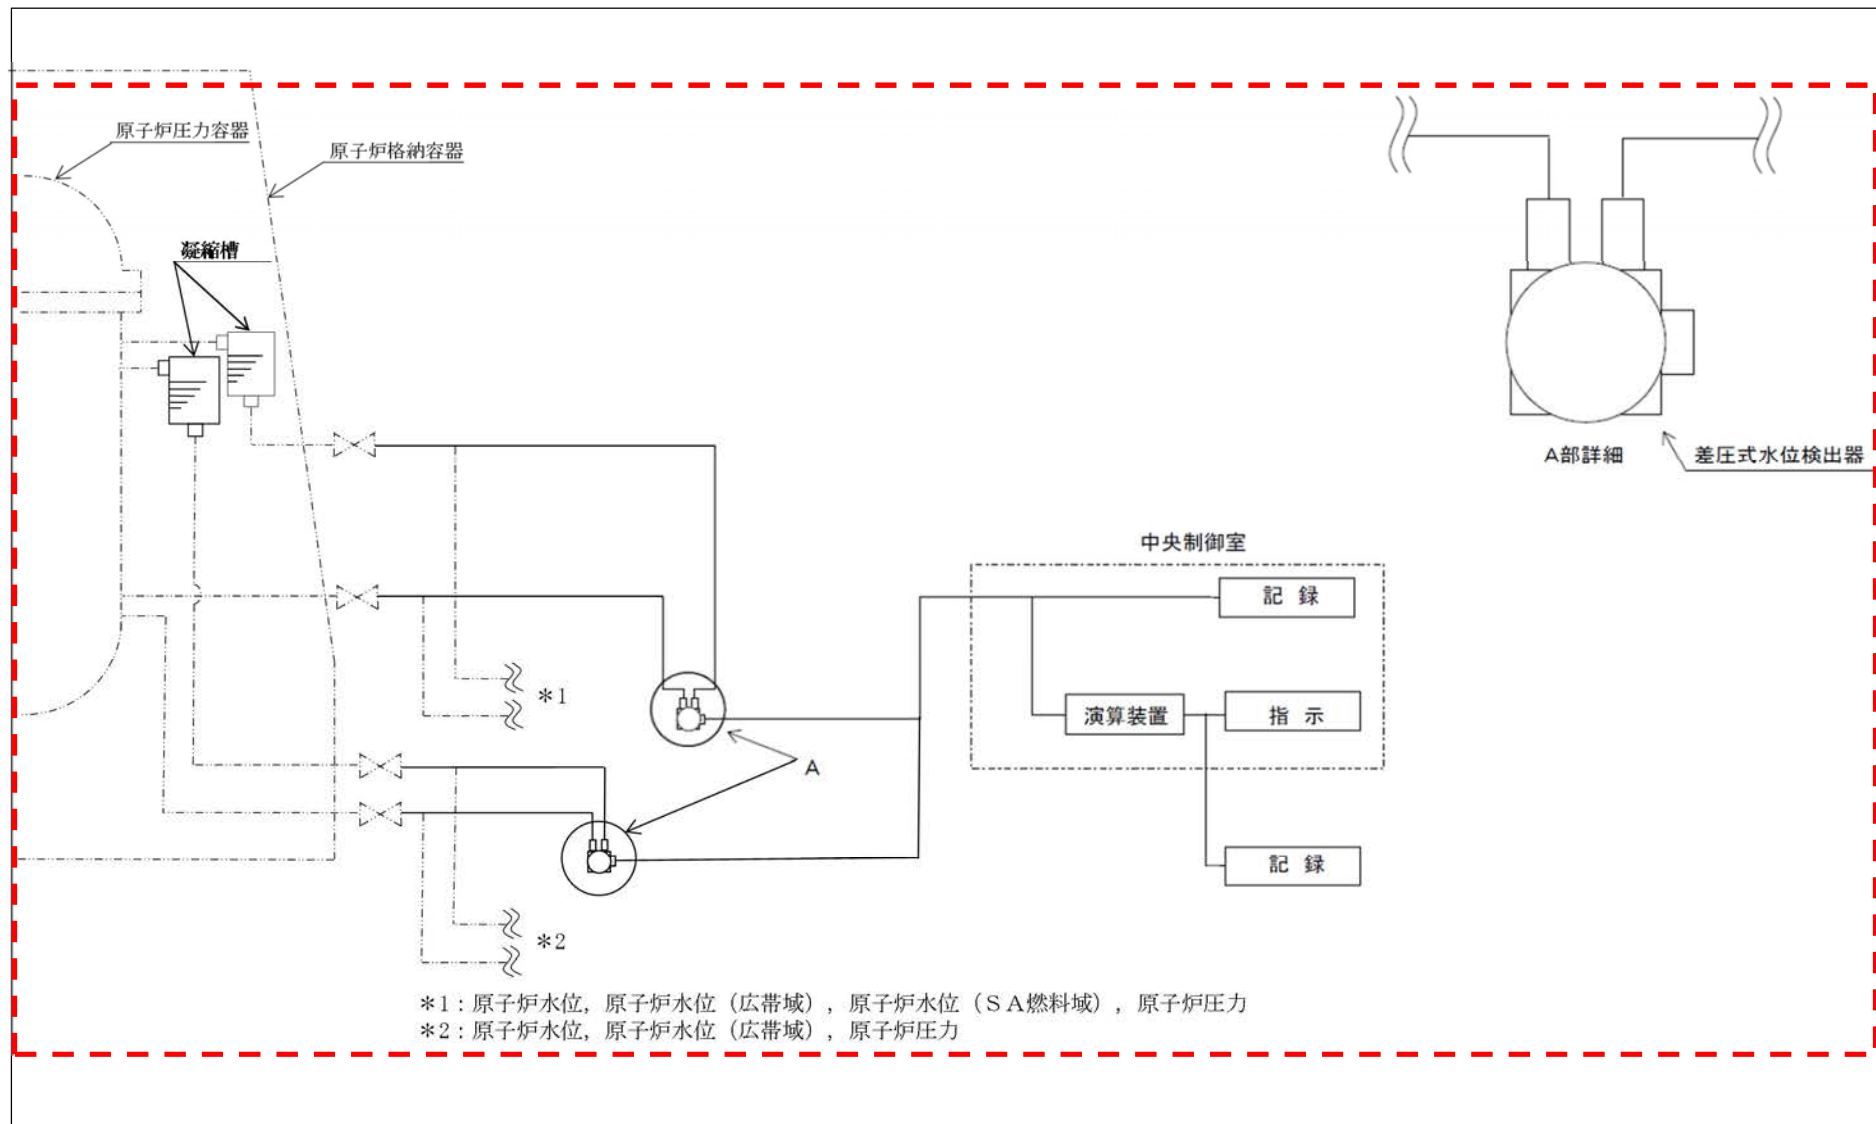 原子炉圧力容器
原子炉格納容器
凝縮槽
A部詳細
差圧式水位検出器
中央制御室
記 録
演算装置
指 示
記 録
*1
A
*2
*1：原子炉水位，原子炉水位（広帯域），原子炉水位（SA燃料域），原子炉圧力
*2：原子炉水位，原子炉水位（広帯域），原子炉圧力